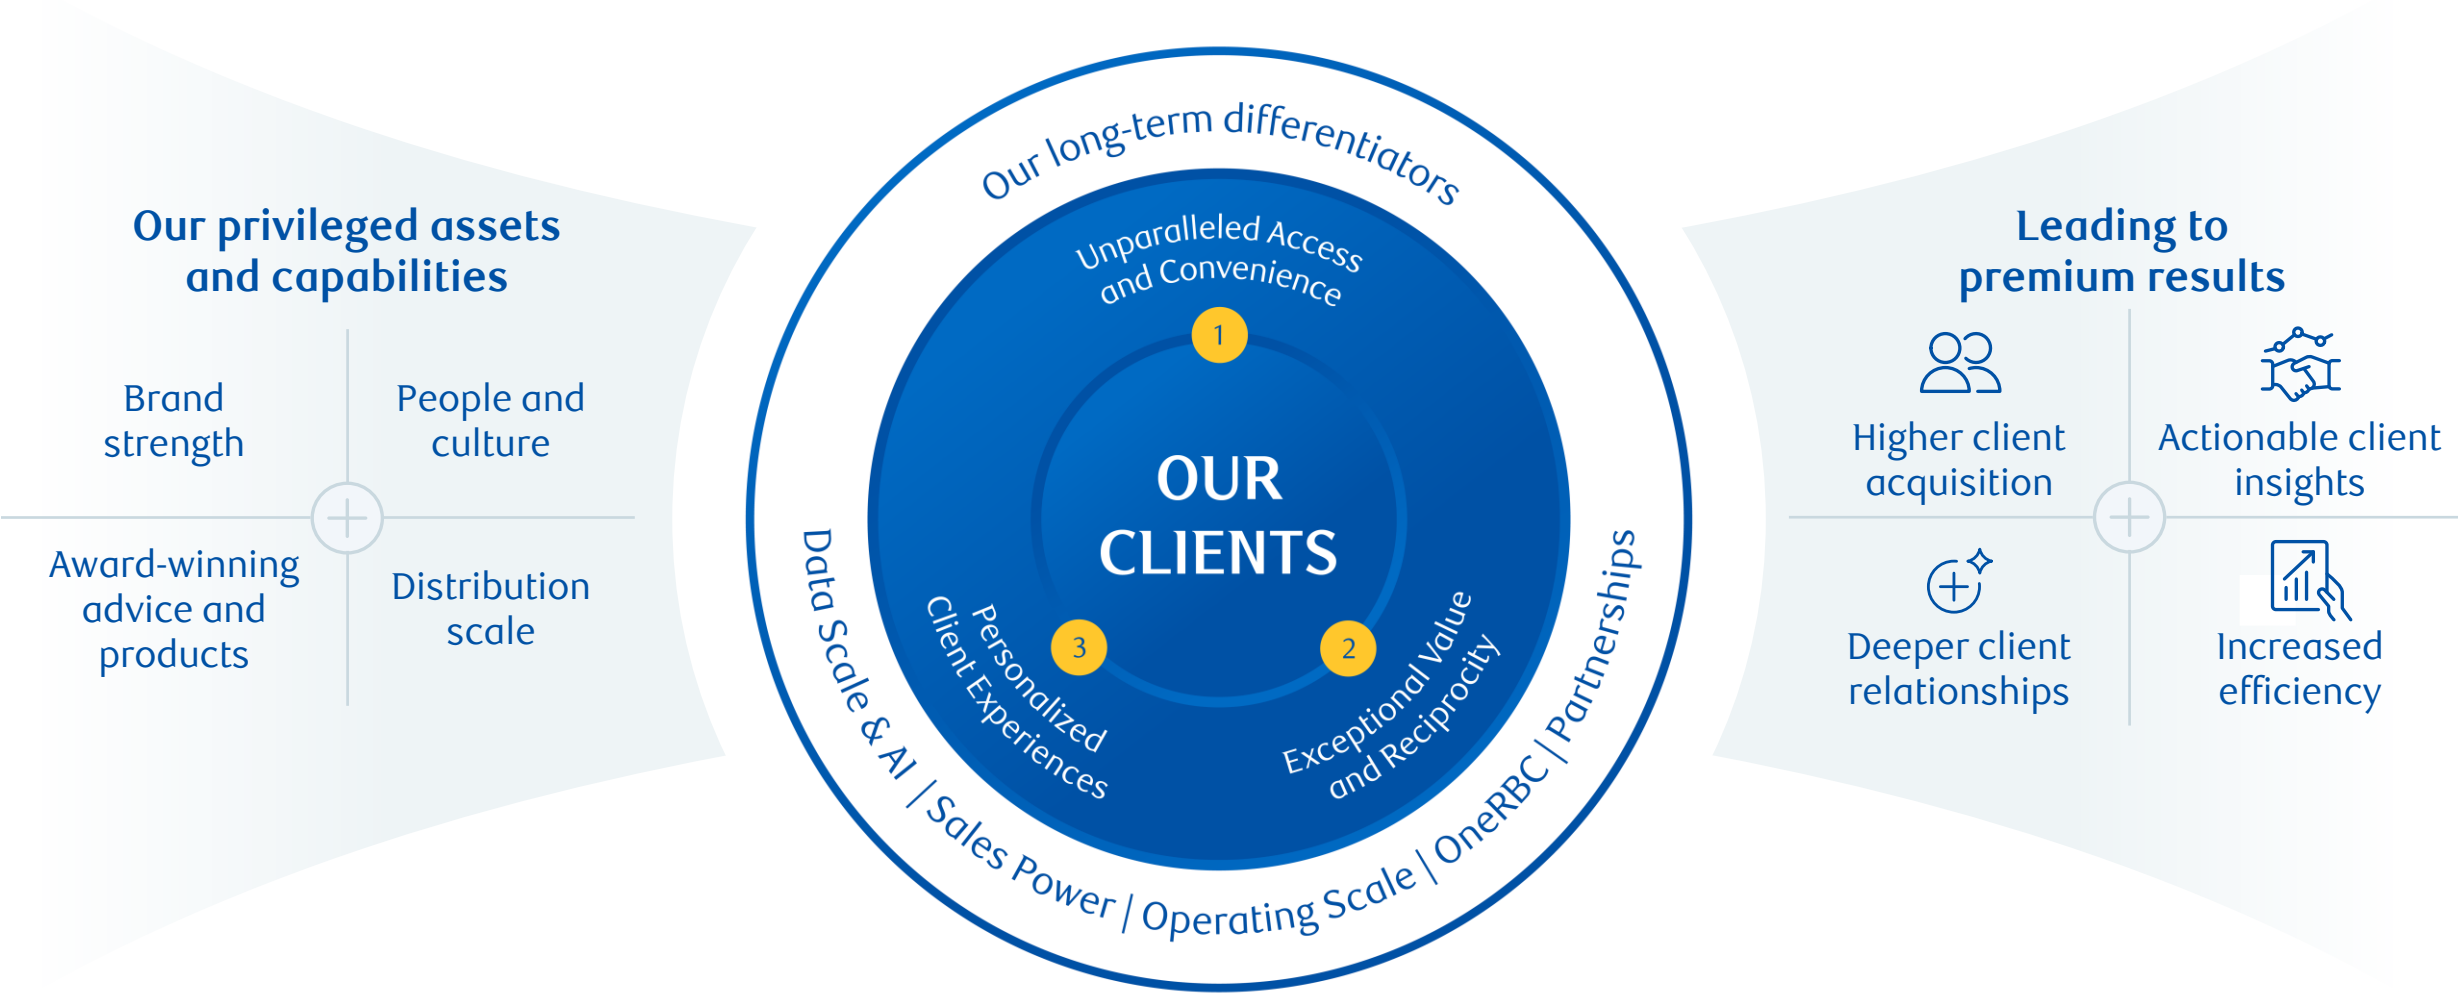 Our privileged assets
and capabilities
Brand
strength
People and
culture
Award-winning
advice and
products
Distribution
scale
Our long-term differentiators
Unparalleled Access
and Convenience
1
OUR
CLIENTS
2
Exceptional Value
and Reciprocity
3
Personalized
Client Experiences
Data Scale & AI | Sales Power | Operating Scale | OneRBC | Partnerships
Leading to
premium results
Higher client
acquisition
Actionable client
insights
Deeper client
relationships
Increased
efficiency